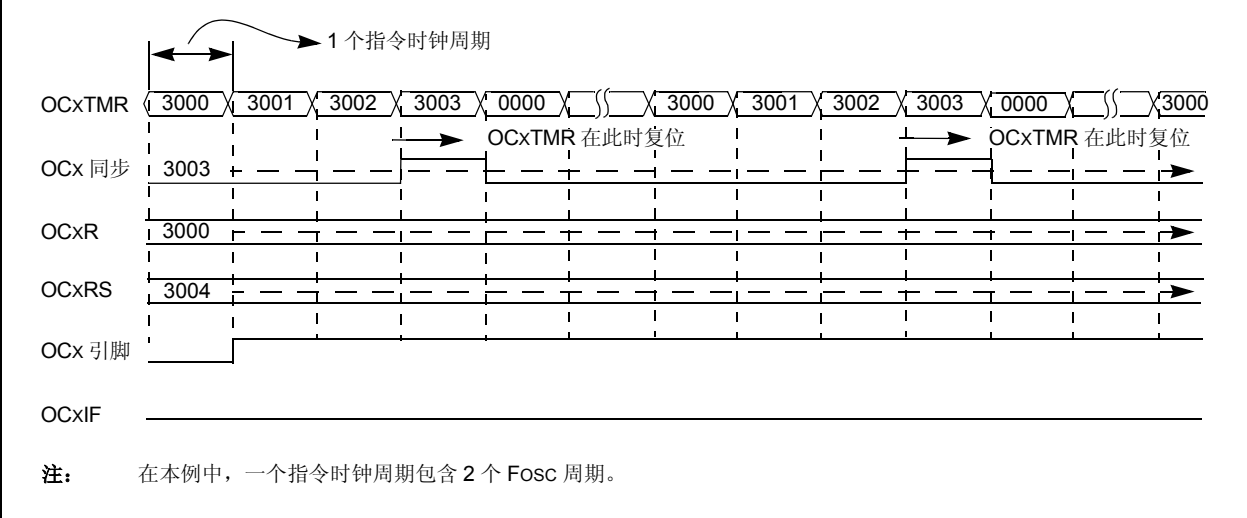 1 个指令时钟周期
OCxTMR 3000 3001 3002 3003 0000 3000 3001 3002 3003 0000 3000
OCxTMR 在此时复位 OCxTMR 在此时复位
OCx 同步 3003
OCxR 3000
OCxRS 3004
OCx 引脚
OCxIF
注： 在本例中，一个指令时钟周期包含 2 个 FOSC 周期。